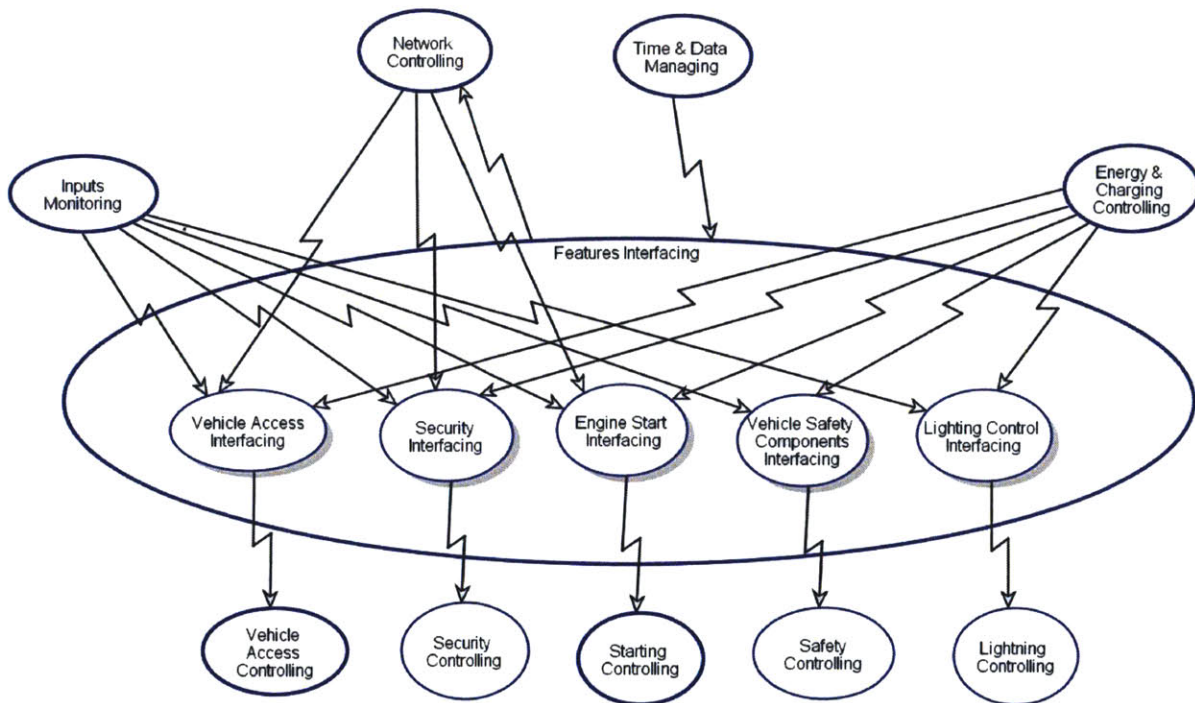 Network
Controlling
Time & Data
Managing
Inputs
Monitoring
Energy &
Charging
Controlling
Features Interfacing
Vehicle Access
Interfacing
Security
Interfacing
Engine Start
Interfacing
Vehicle Safety
Components
Interfacing
Lighting Control
Interfacing
Vehicle
Access
Controlling
Security
Controlling
Starting
Controlling
Safety
Controlling
Lightning
Controlling